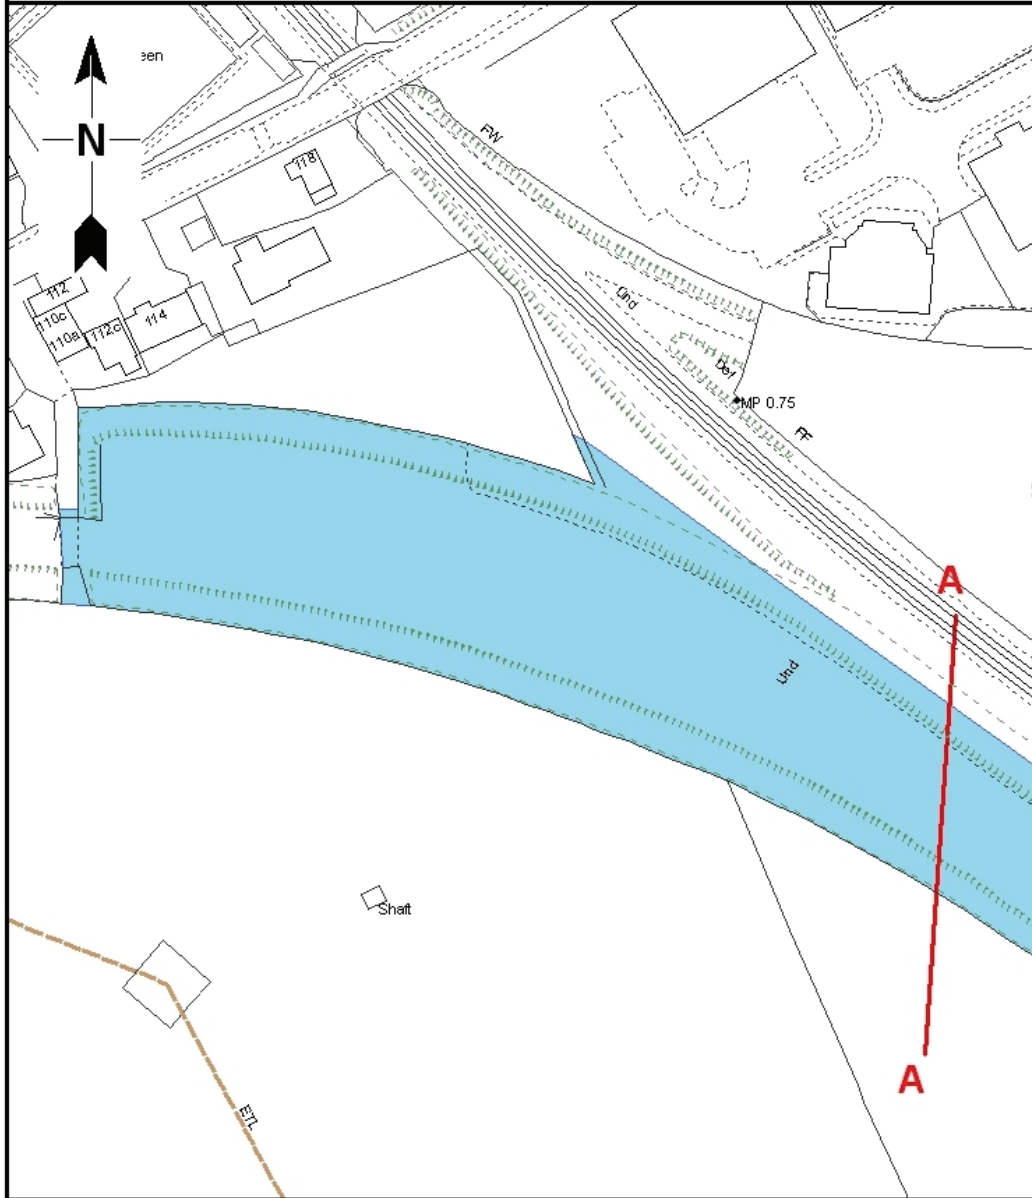 een
N
FW
118
Und
112
110c
110a
112c
114
Def
MP 0.75
FF
A
Und
Shaft
A
ETL